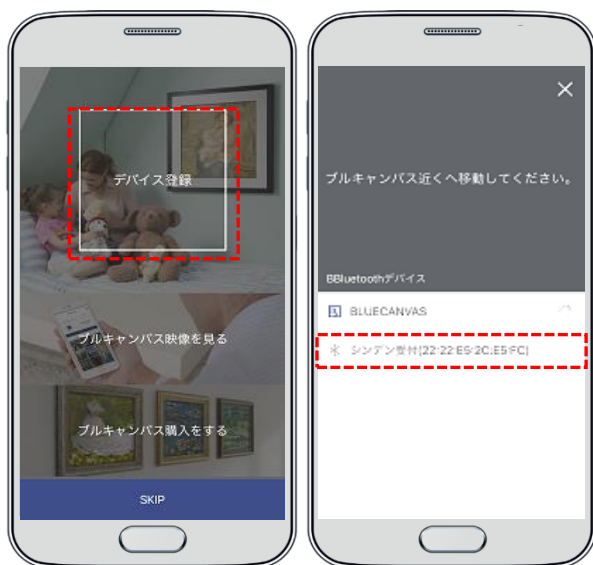 デバイス登録
ブルキャンバス映像を見る
ブルキャンバス購入をする
SKIP
ブルキャンバス近くへ移動してください。
BBluetoothデバイス
BLUECANVAS
シンデン受付[22:22:E5:2C:E5:FC]